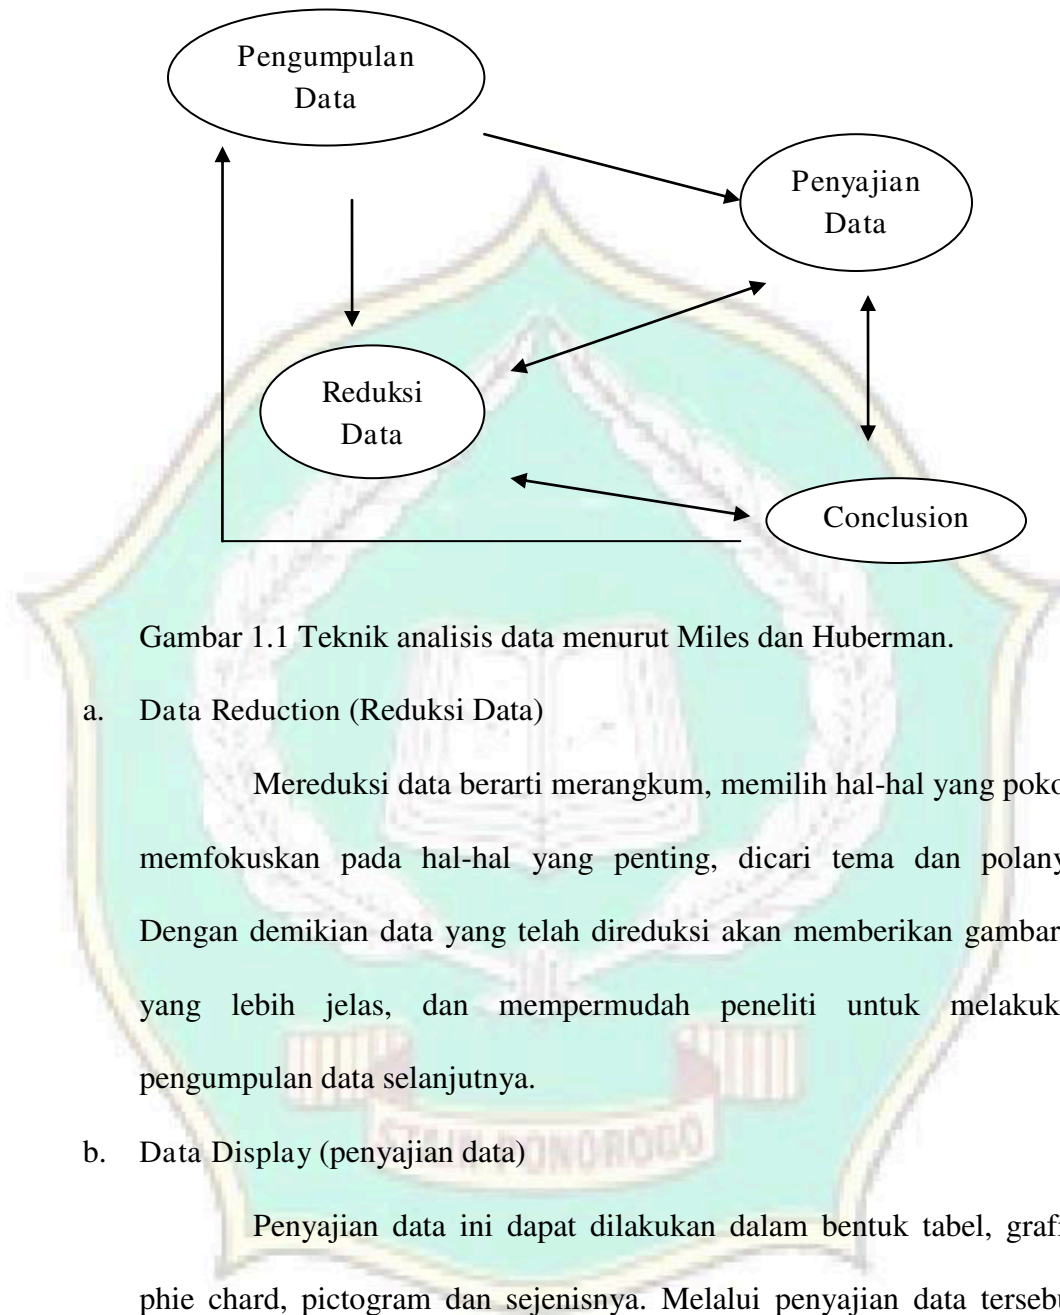 Pengumpulan
Data
Penyajian
Data
Reduksi
Data
Conclusion
Gambar 1.1 Teknik analisis data menurut Miles dan Huberman.
a. Data Reduction (Reduksi Data)
Mereduksi data berarti merangkum, memilih hal-hal yang poko
memfokuskan pada hal-hal yang penting, dicari tema dan polany
Dengan demikian data yang telah direduksi akan memberikan gambar
yang lebih jelas, dan mempermudah peneliti untuk melakuk
pengumpulan data selanjutnya.
STAIN PONOROGO
b. Data Display (penyajian data)
Penyajian data ini dapat dilakukan dalam bentuk tabel, graf
phie chard, pictogram dan sejenisnya. Melalui penyajian data terseb